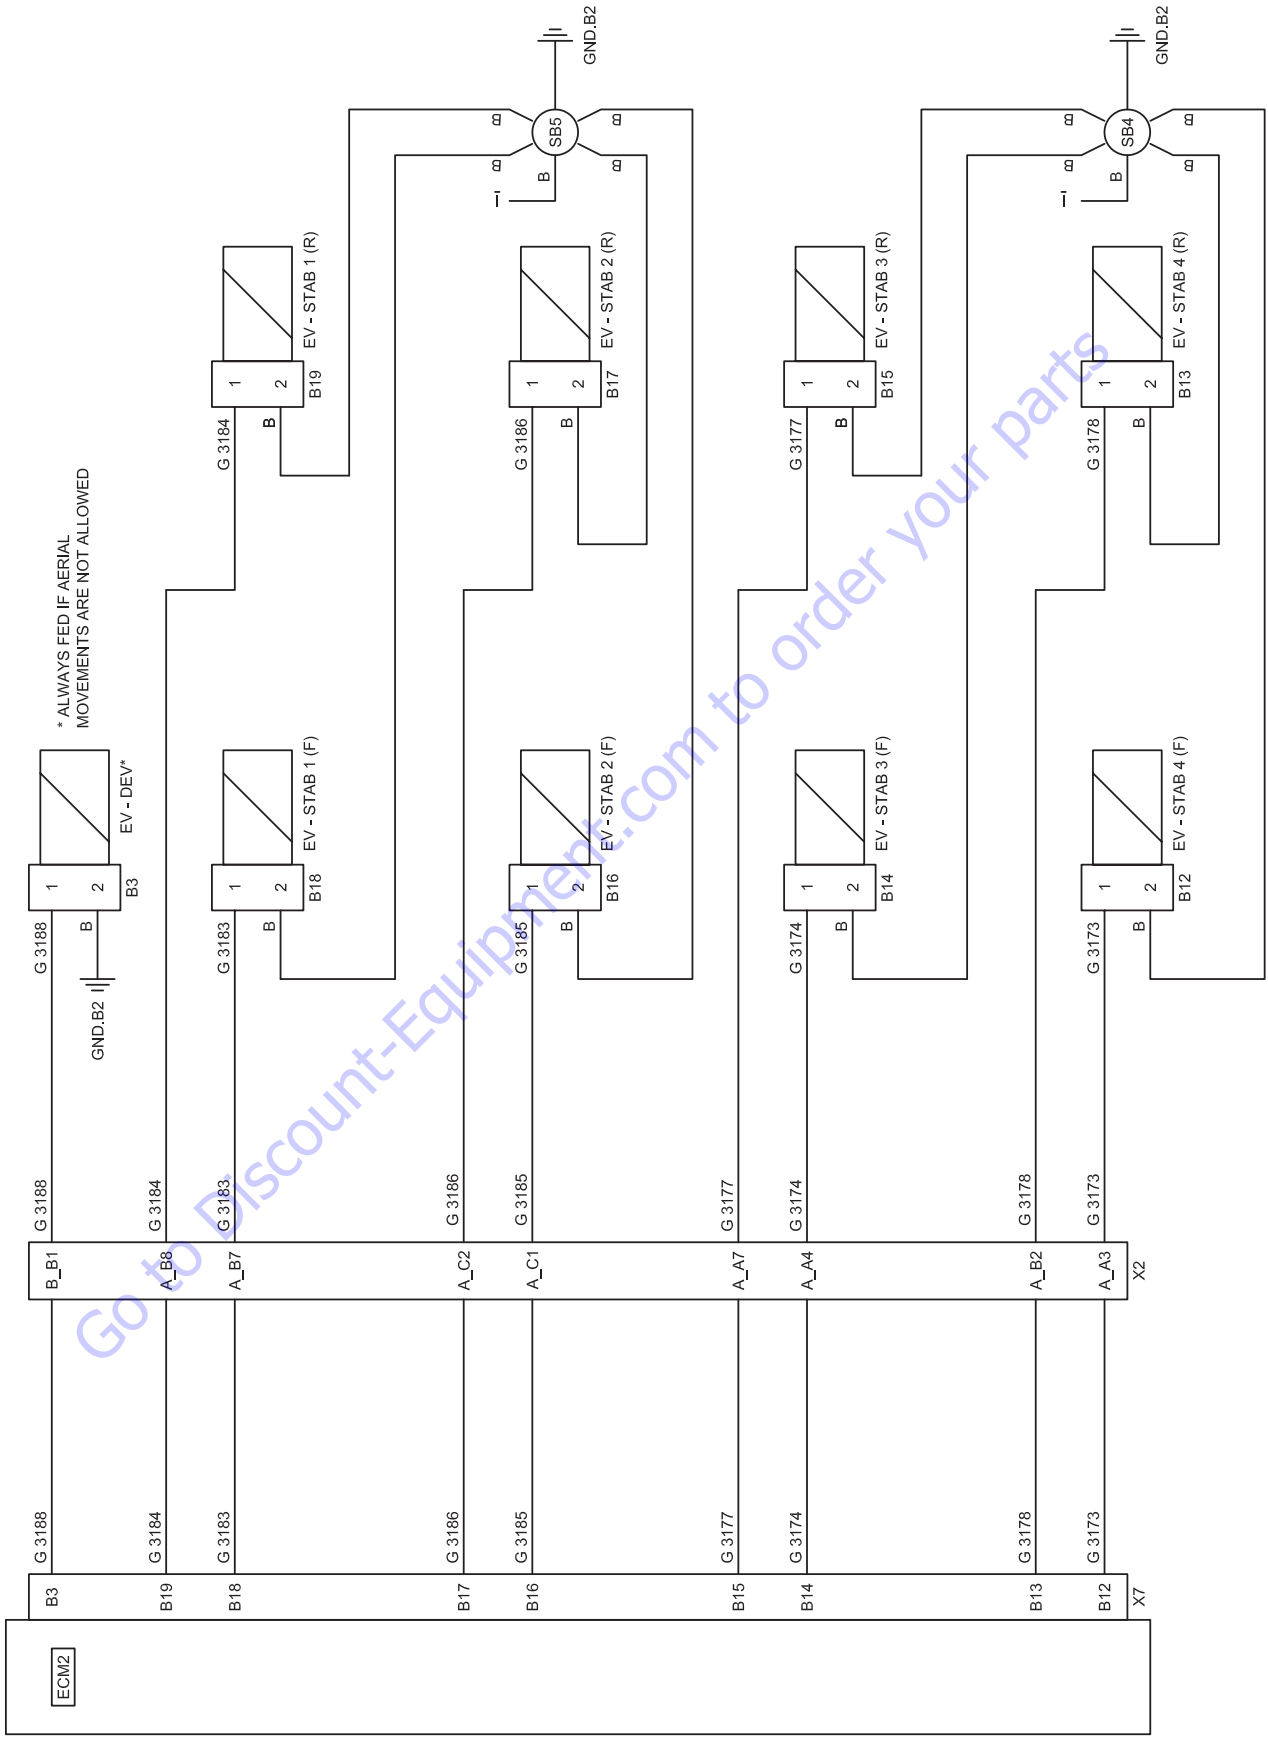 ECM2
B3
B19
B18
B17
B16
B15
B14
B13
B12
X7
G 3188
G 3184
G 3183
G 3186
G 3185
G 3177
G 3174
G 3178
G 3173
B_B1
A_B8
A_B7
A_C2
A_C1
A_A7
A_A4
A_B2
A_A3
X2
G 3188
G 3184
G 3183
G 3186
G 3185
G 3177
G 3174
G 3178
G 3173
GND.B2
G 3188
B
1
2
B3
EV - DEV*
* ALWAYS FED IF AERIAL
MOVEMENTS ARE NOT ALLOWED
G 3183
B
1
2
B18
EV - STAB 1 (F)
G 3185
B
1
2
B16
EV - STAB 2 (F)
G 3174
B
1
2
B14
EV - STAB 3 (F)
G 3173
B
1
2
B12
EV - STAB 4 (F)
G 3184
B
1
2
B19
EV - STAB 1 (R)
G 3186
B
1
2
B17
EV - STAB 2 (R)
G 3177
B
1
2
B15
EV - STAB 3 (R)
G 3178
B
1
2
B13
EV - STAB 4 (R)
B
B
B
B
B
SB5
GND.B2
B
B
B
B
B
SB4
GND.B2
Go to Discount-Equipment.com to order your parts